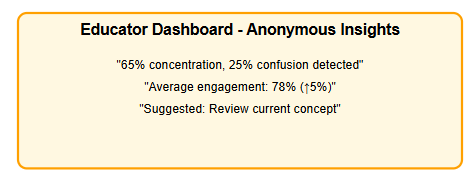 Educator Dashboard - Anonymous Insights
"65% concentration, 25% confusion detected"
"Average engagement: 78% (↑5%)"
"Suggested: Review current concept"